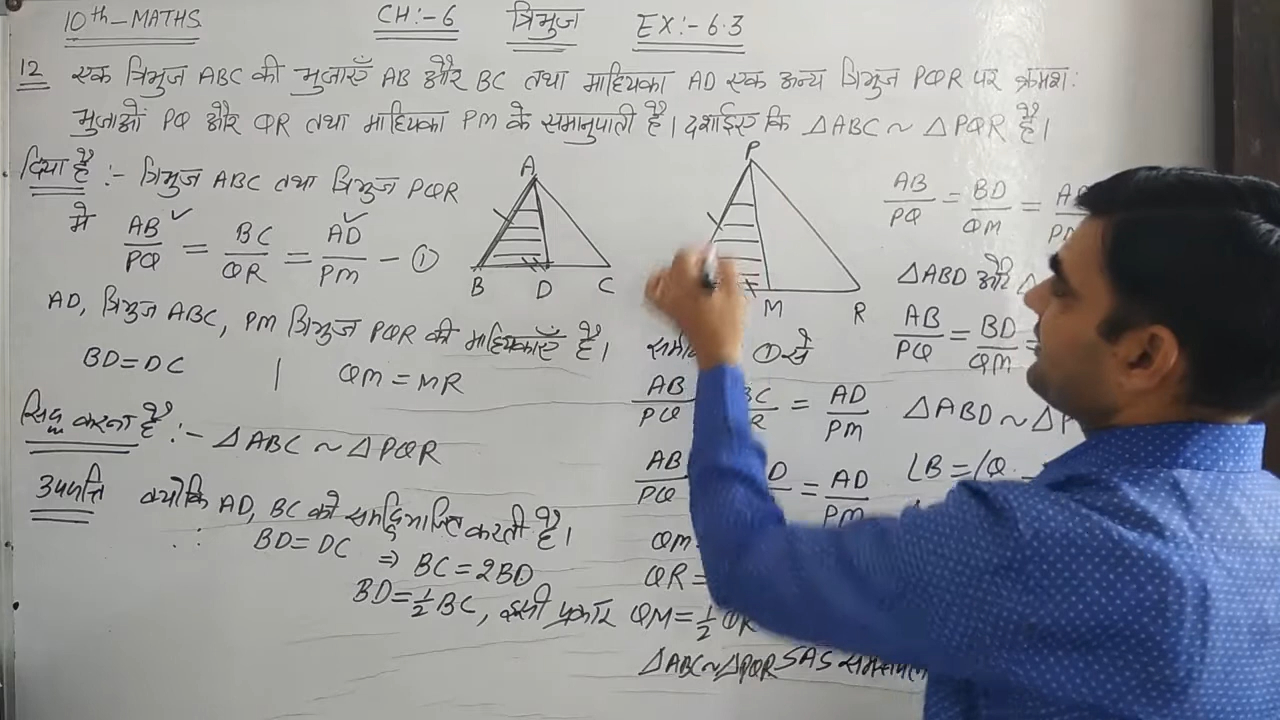 10th-MATHS CH:-6 त्रिभुज EX:-6.3
12 एक त्रिभुज ABC की भुजाएँ AB और BC तथा माध्यिका AD एक अन्य त्रिभुज PQR पर क्रमश:
भुजाओं PQ और QR तथा माध्यिका PM के समानुपाती है। दर्शाइए कि △ABC ~ △PQR है।
दिया है :- त्रिभुज ABC तथा त्रिभुज PQR
मे AB/PQ = BC/QR = AD/PM - ①
AD, त्रिभुज ABC, PM त्रिभुज PQR की माध्यिकाएँ है।
BD = DC | QM = MR
सिद्ध करना है :- △ABC ~ △PQR
उपपत्ति क्योकि AD, BC को समद्विभाजित करती है।
∴ BD = DC ⇒ BC = 2BD
BD = 1/2 BC, इसी प्रकार QM = 1/2 QR
A
B D C
P
M R
①से
AB/PQ = AD/PM
AB/PQ = AD/PM
QM
QR =
△ABC ~ △PQR SAS
AB/PQ = BD/QM =
△ABD और △
AB/PQ = BD/QM =
△ABD ~ △P
∠B = ∠Q